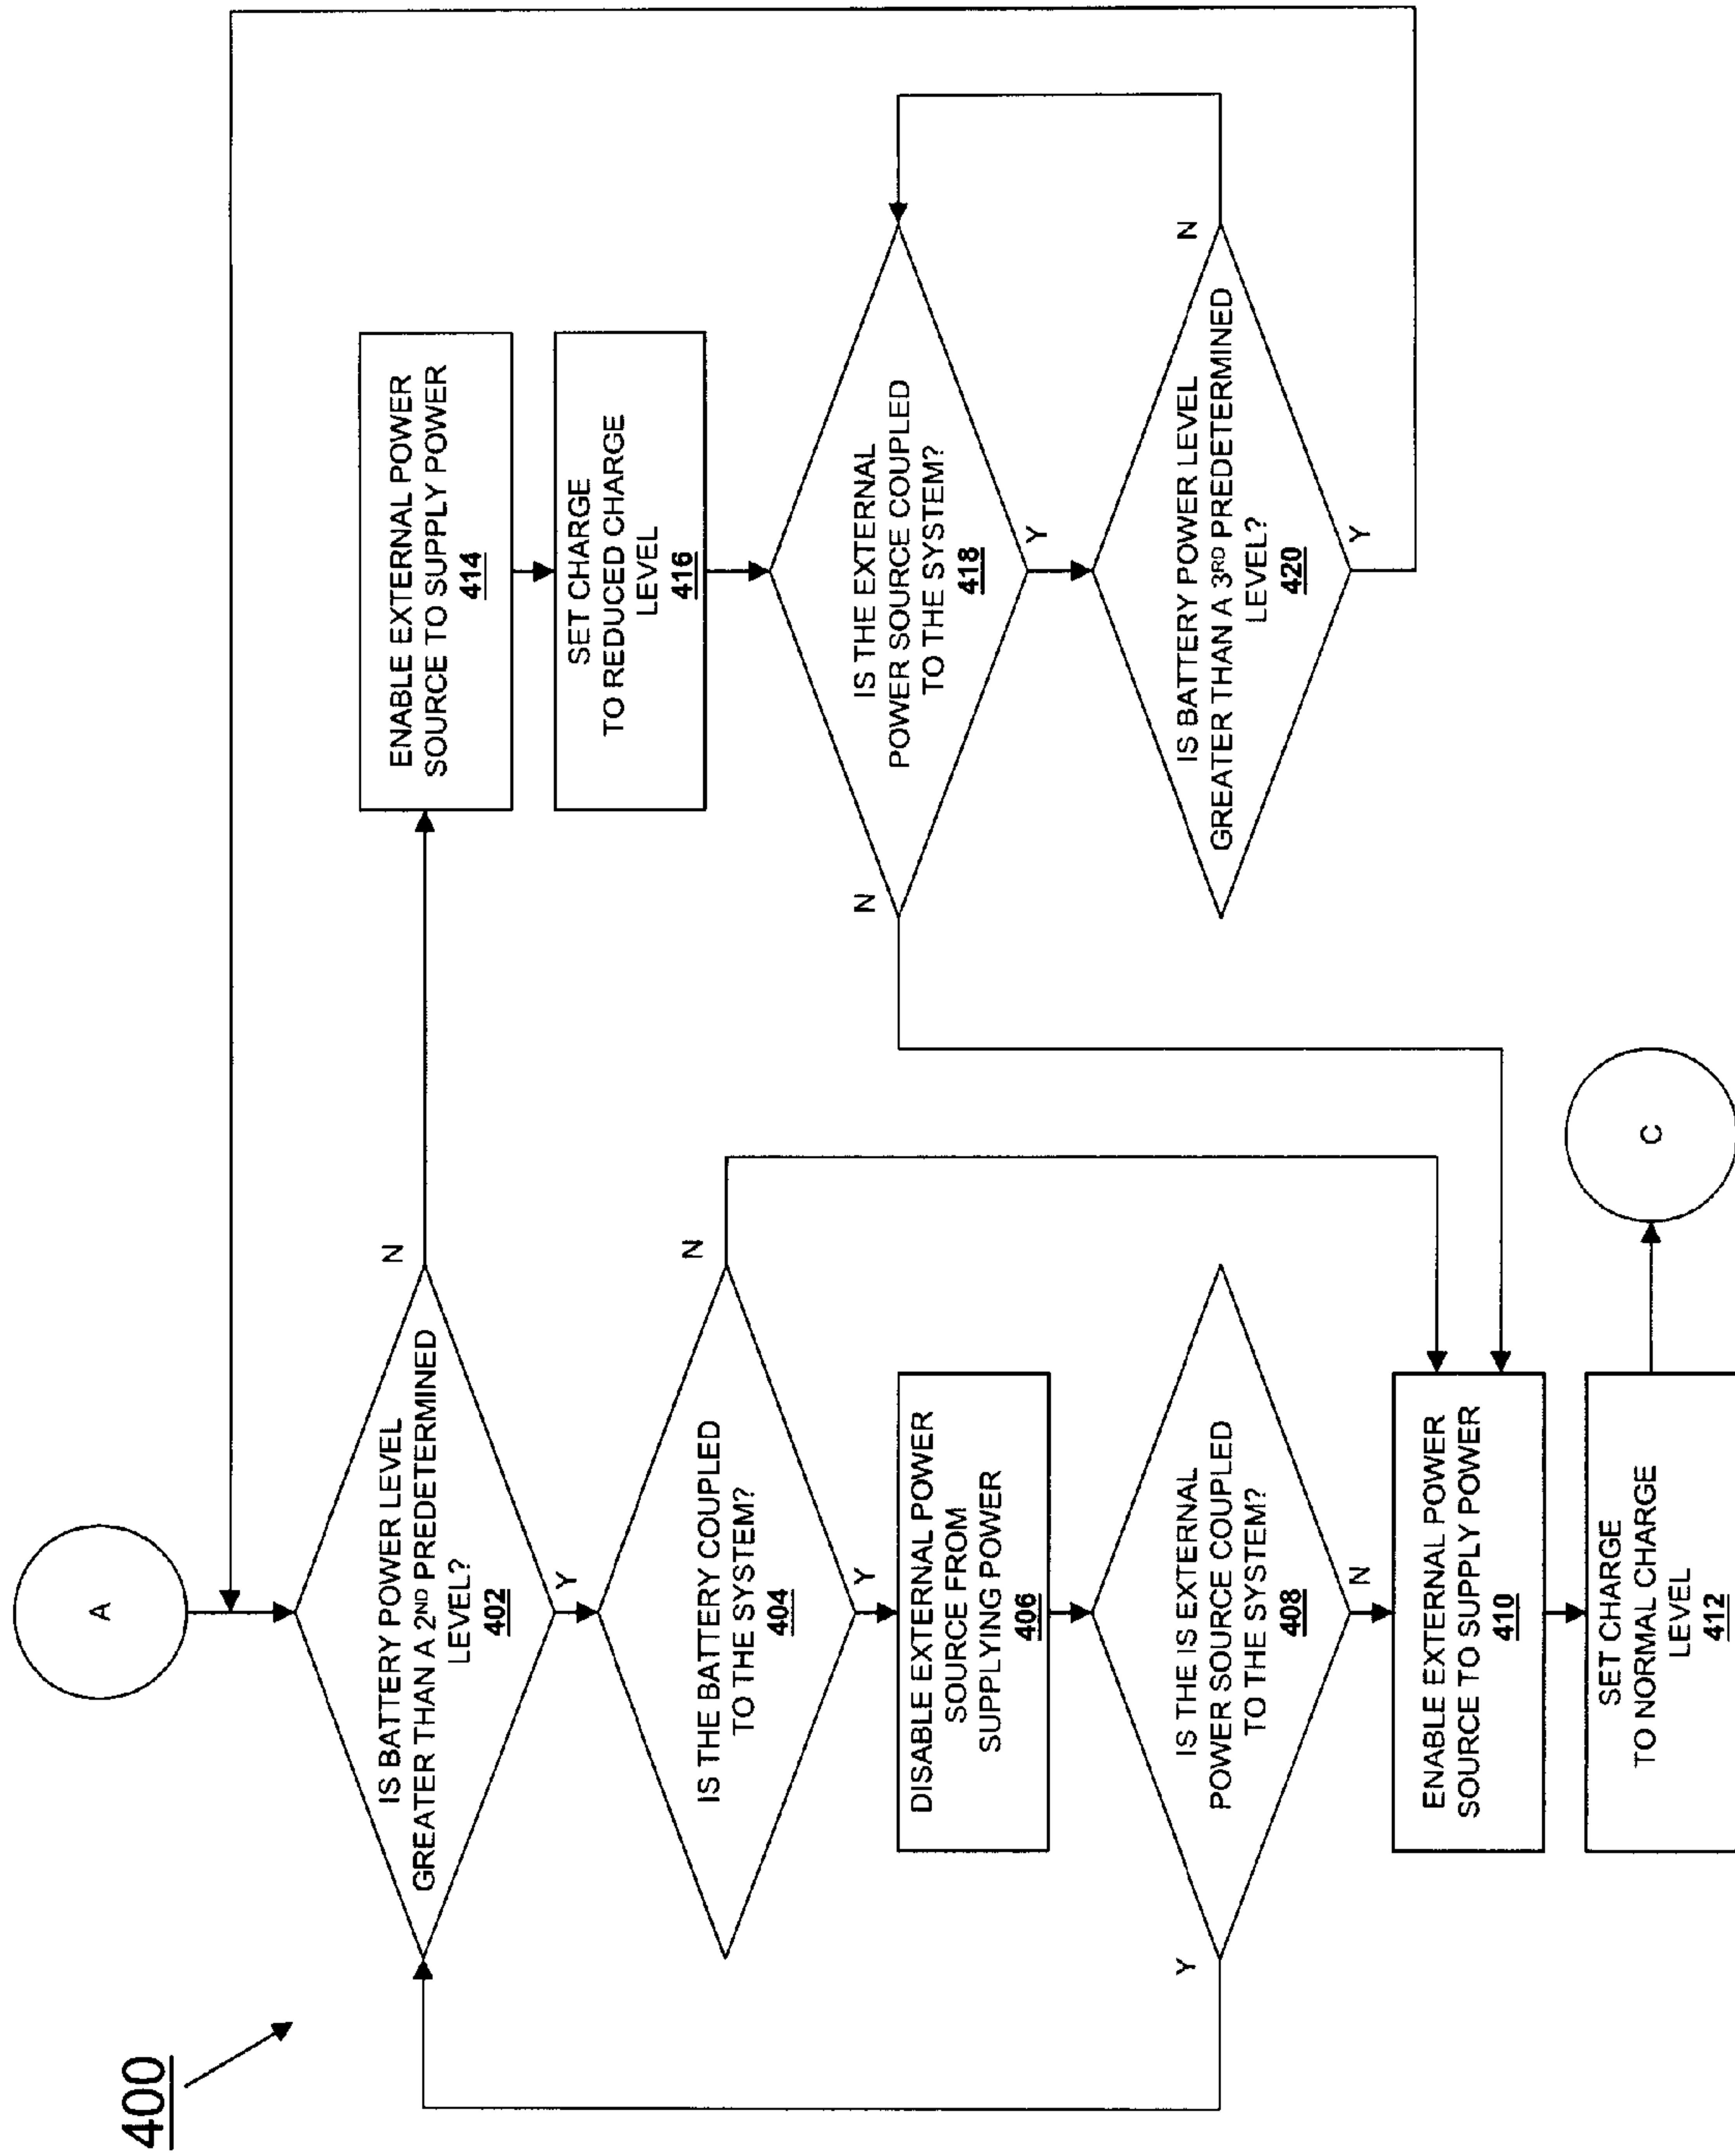 400
A
IS BATTERY POWER LEVEL
GREATER THAN A 2ND PREDETERMINED
LEVEL?
402
N
Y
IS THE BATTERY COUPLED
TO THE SYSTEM?
404
N
Y
DISABLE EXTERNAL POWER
SOURCE FROM
SUPPLYING POWER
406
IS THE IS EXTERNAL
POWER SOURCE COUPLED
TO THE SYSTEM?
408
Y
N
ENABLE EXTERNAL POWER
SOURCE TO SUPPLY POWER
410
SET CHARGE
TO NORMAL CHARGE
LEVEL
412
C
ENABLE EXTERNAL POWER
SOURCE TO SUPPLY POWER
414
SET CHARGE
TO REDUCED CHARGE
LEVEL
416
IS THE EXTERNAL
POWER SOURCE COUPLED
TO THE SYSTEM?
418
N
Y
IS BATTERY POWER LEVEL
GREATER THAN A 3RD PREDETERMINED
LEVEL?
420
N
Y